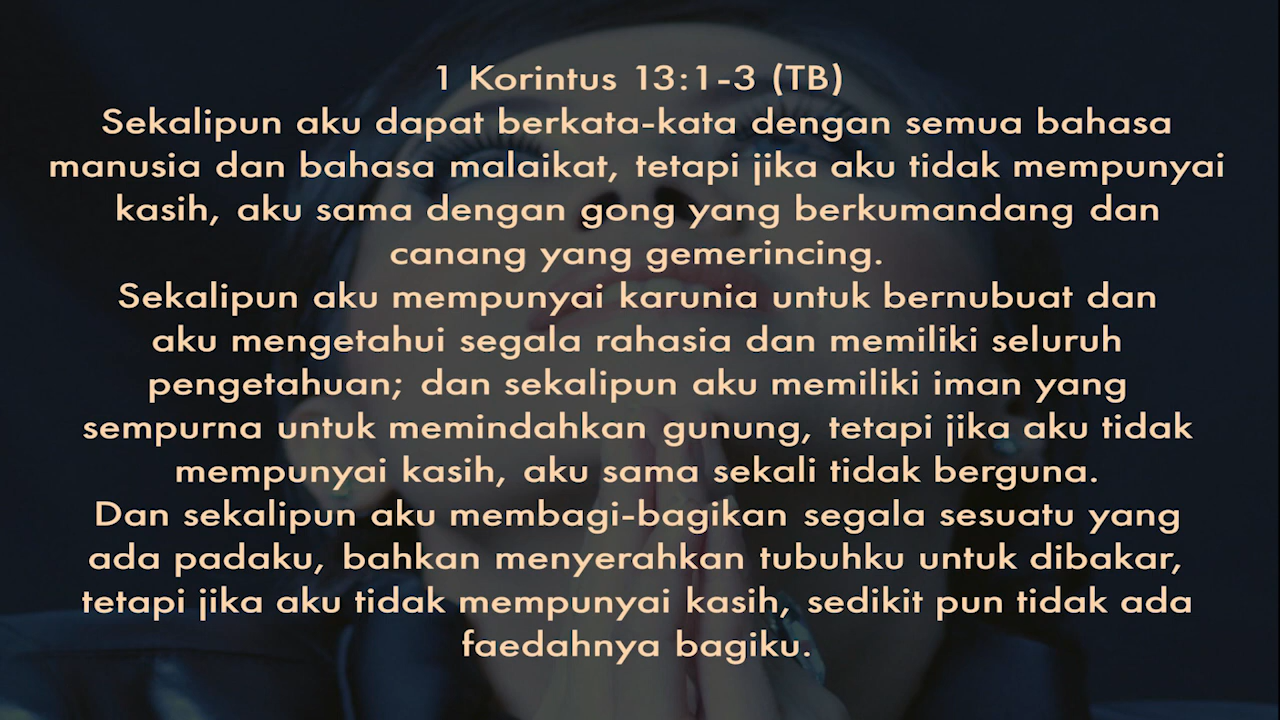 1 Korintus 13:1-3 (TB)
Sekalipun aku dapat berkata-kata dengan semua bahasa
manusia dan bahasa malaikat, tetapi jika aku tidak mempunyai
kasih, aku sama dengan gong yang berkumandang dan
canang yang gemerincing.
Sekalipun aku mempunyai karunia untuk bernubuat dan
aku mengetahui segala rahasia dan memiliki seluruh
pengetahuan; dan sekalipun aku memiliki iman yang
sempurna untuk memindahkan gunung, tetapi jika aku tidak
mempunyai kasih, aku sama sekali tidak berguna.
Dan sekalipun aku membagi-bagikan segala sesuatu yang
ada padaku, bahkan menyerahkan tubuhku untuk dibakar,
tetapi jika aku tidak mempunyai kasih, sedikit pun tidak ada
faedahnya bagiku.